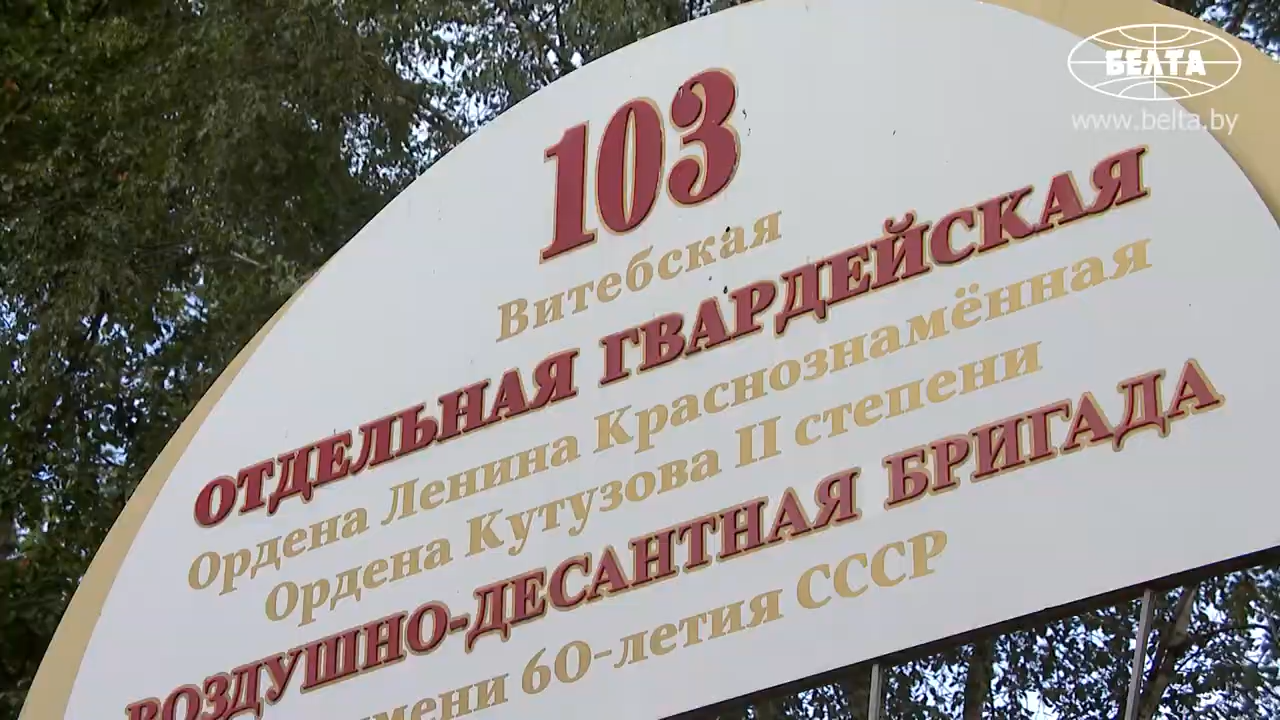 БЕЛТА
www.belta.by
103
Витебская
ОТДЕЛЬНАЯ ГВАРДЕЙСКАЯ
Ордена Ленина Краснознамённая
Ордена Кутузова II степени
ВОЗДУШНО-ДЕСАНТНАЯ БРИГАДА
имени 60-летия СССР